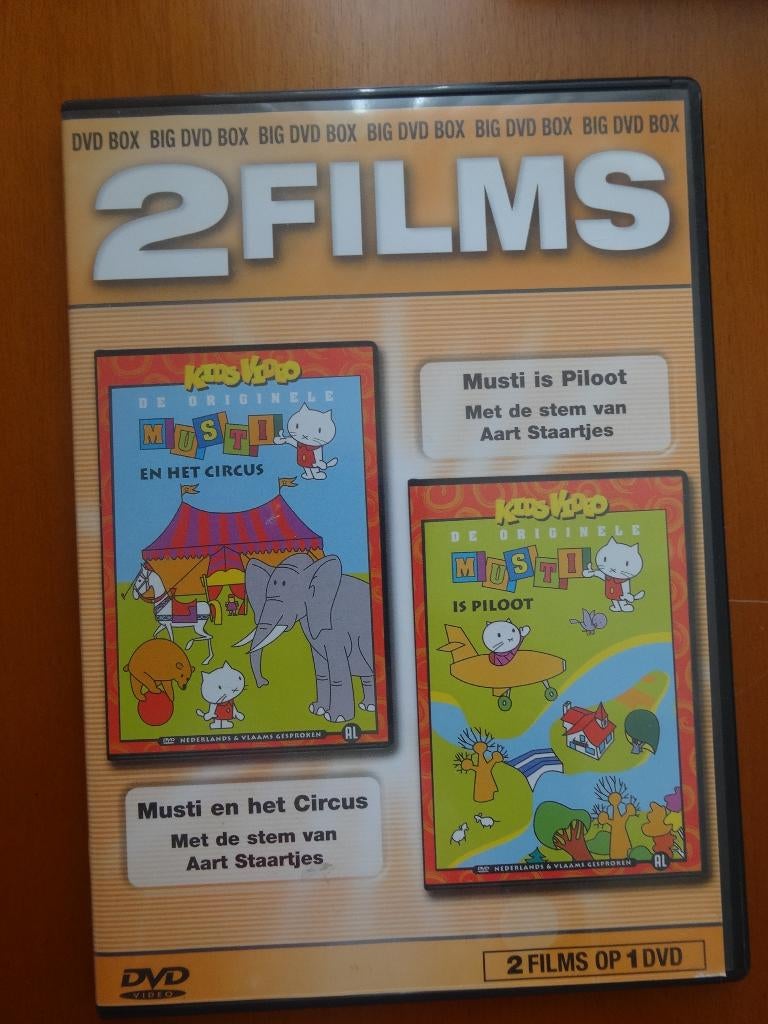 DVD BOX BIG DVD BOX BIG DVD BOX BIG DVD BOX BIG DVD BOX BIG DVD BOX
2FILMS
KIDS VIDEO
DE ORIGINELE
MUSTI
EN HET CIRCUS
DVD NEDERLANDS & VLAAMS GESPROKEN AL
Musti is Piloot
Met de stem van
Aart Staartjes
KIDS VIDEO
DE ORIGINELE
MUSTI
IS PILOOT
DVD NEDERLANDS & VLAAMS GESPROKEN AL
Musti en het Circus
Met de stem van
Aart Staartjes
DVD
VIDEO
2 FILMS OP 1 DVD